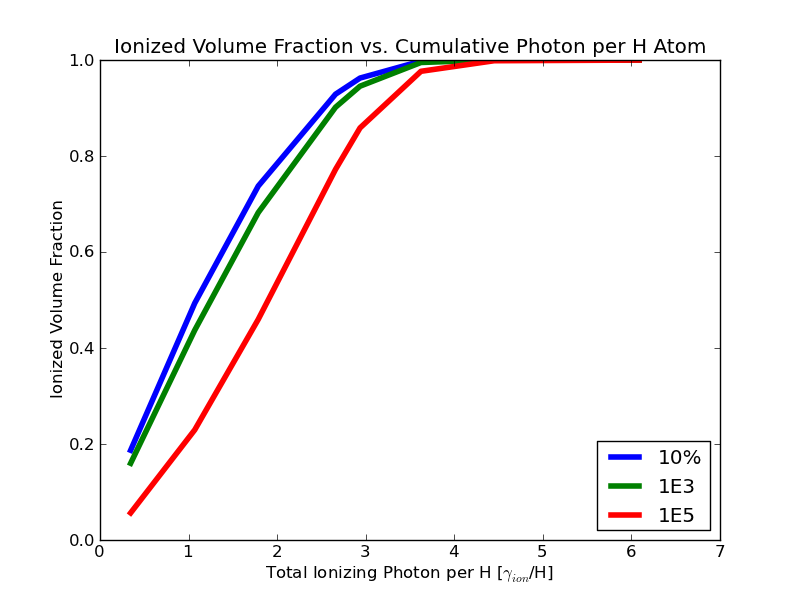 Ionized Volume Fraction vs. Cumulative Photon per H Atom
1.0
0.8
0.6
0.4
0.2
0.0
Ionized Volume Fraction
10%
1E3
1E5
0 1 2 3 4 5 6 7
Total Ionizing Photon per H [γ_ion/H]